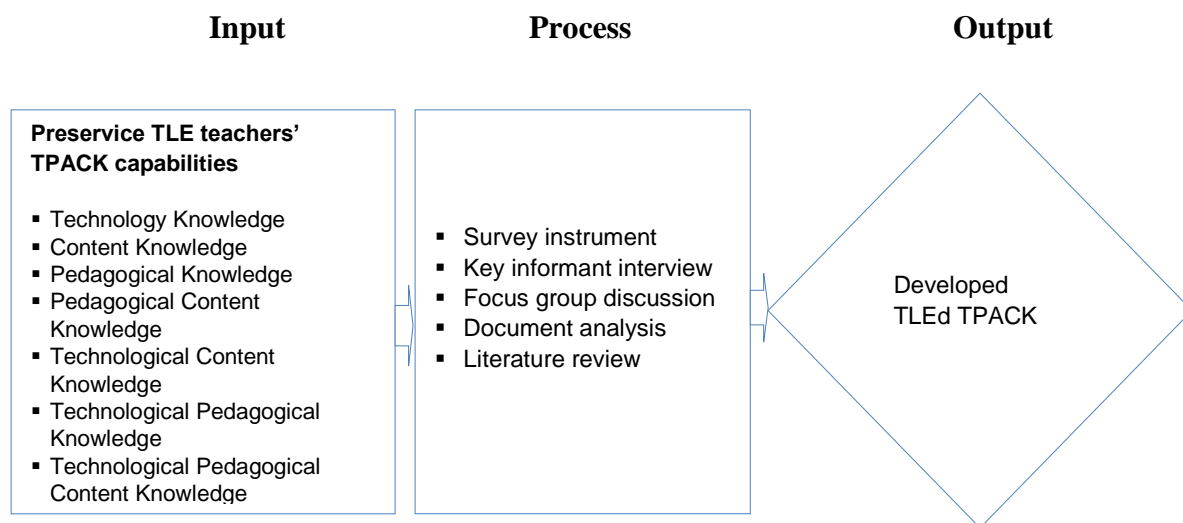 Input
Process
Output
Preservice TLE teachers’
TPACK capabilities
▪ Technology Knowledge
▪ Content Knowledge
▪ Pedagogical Knowledge
▪ Pedagogical Content
Knowledge
▪ Technological Content
Knowledge
▪ Technological Pedagogical
Knowledge
▪ Technological Pedagogical
Content Knowledge
▪ Survey instrument
▪ Key informant interview
▪ Focus group discussion
▪ Document analysis
▪ Literature review
Developed
TLEd TPACK